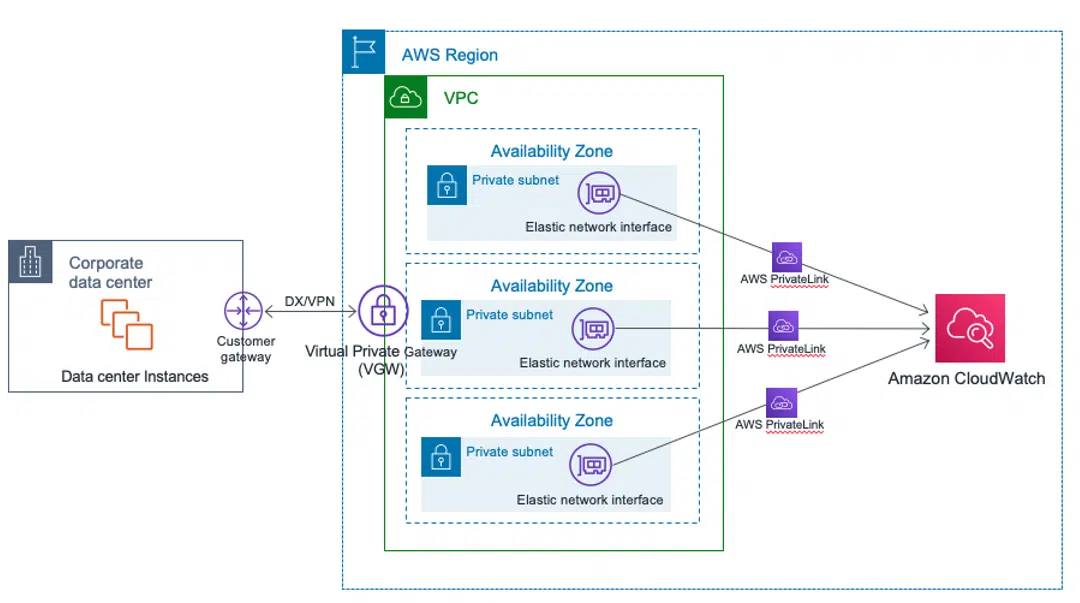 AWS Region
VPC
Availability Zone
Private subnet
Elastic network interface
AWS PrivateLink
Corporate
data center
Data center Instances
Customer
gateway
DX/VPN
Virtual Private Gateway
(VGW)
Availability Zone
Private subnet
Elastic network interface
AWS PrivateLink
Amazon CloudWatch
Availability Zone
Private subnet
Elastic network interface
AWS PrivateLink